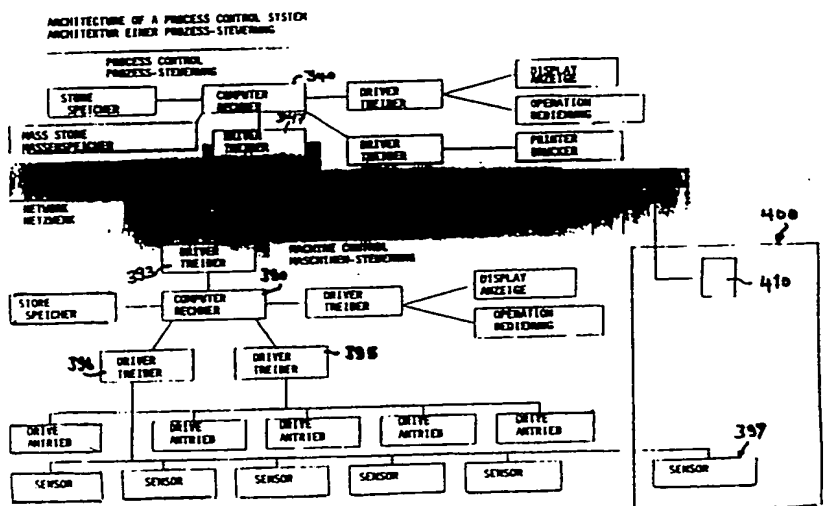 ARCHITECTURE OF A PROCESS CONTROL SYSTEM
ARCHITEKTUR EINER PROZESS-STEUERUNG
PROCESS CONTROL
PROZESS-STEUERUNG
340
STORE
SPEICHER
COMPUTER
RECHNER
DRIVER
TREIBER
DISPLAY
ANZEIGE
OPERATION
BEDIENUNG
MASS STORE
MASSENSPEICHER
DRIVER
TREIBER
DRIVER
TREIBER
PRINTER
DRUCKER
NETWORK
NETZWERK
400
410
393
DRIVER
TREIBER
MACHINE CONTROL
MASCHINEN-STEUERUNG
390
STORE
SPEICHER
COMPUTER
RECHNER
DRIVER
TREIBER
DISPLAY
ANZEIGE
OPERATION
BEDIENUNG
396
DRIVER
TREIBER
DRIVER
TREIBER
395
DRIVE
ANTRIEB
DRIVE
ANTRIEB
DRIVE
ANTRIEB
DRIVE
ANTRIEB
DRIVE
ANTRIEB
397
SENSOR
SENSOR
SENSOR
SENSOR
SENSOR
SENSOR